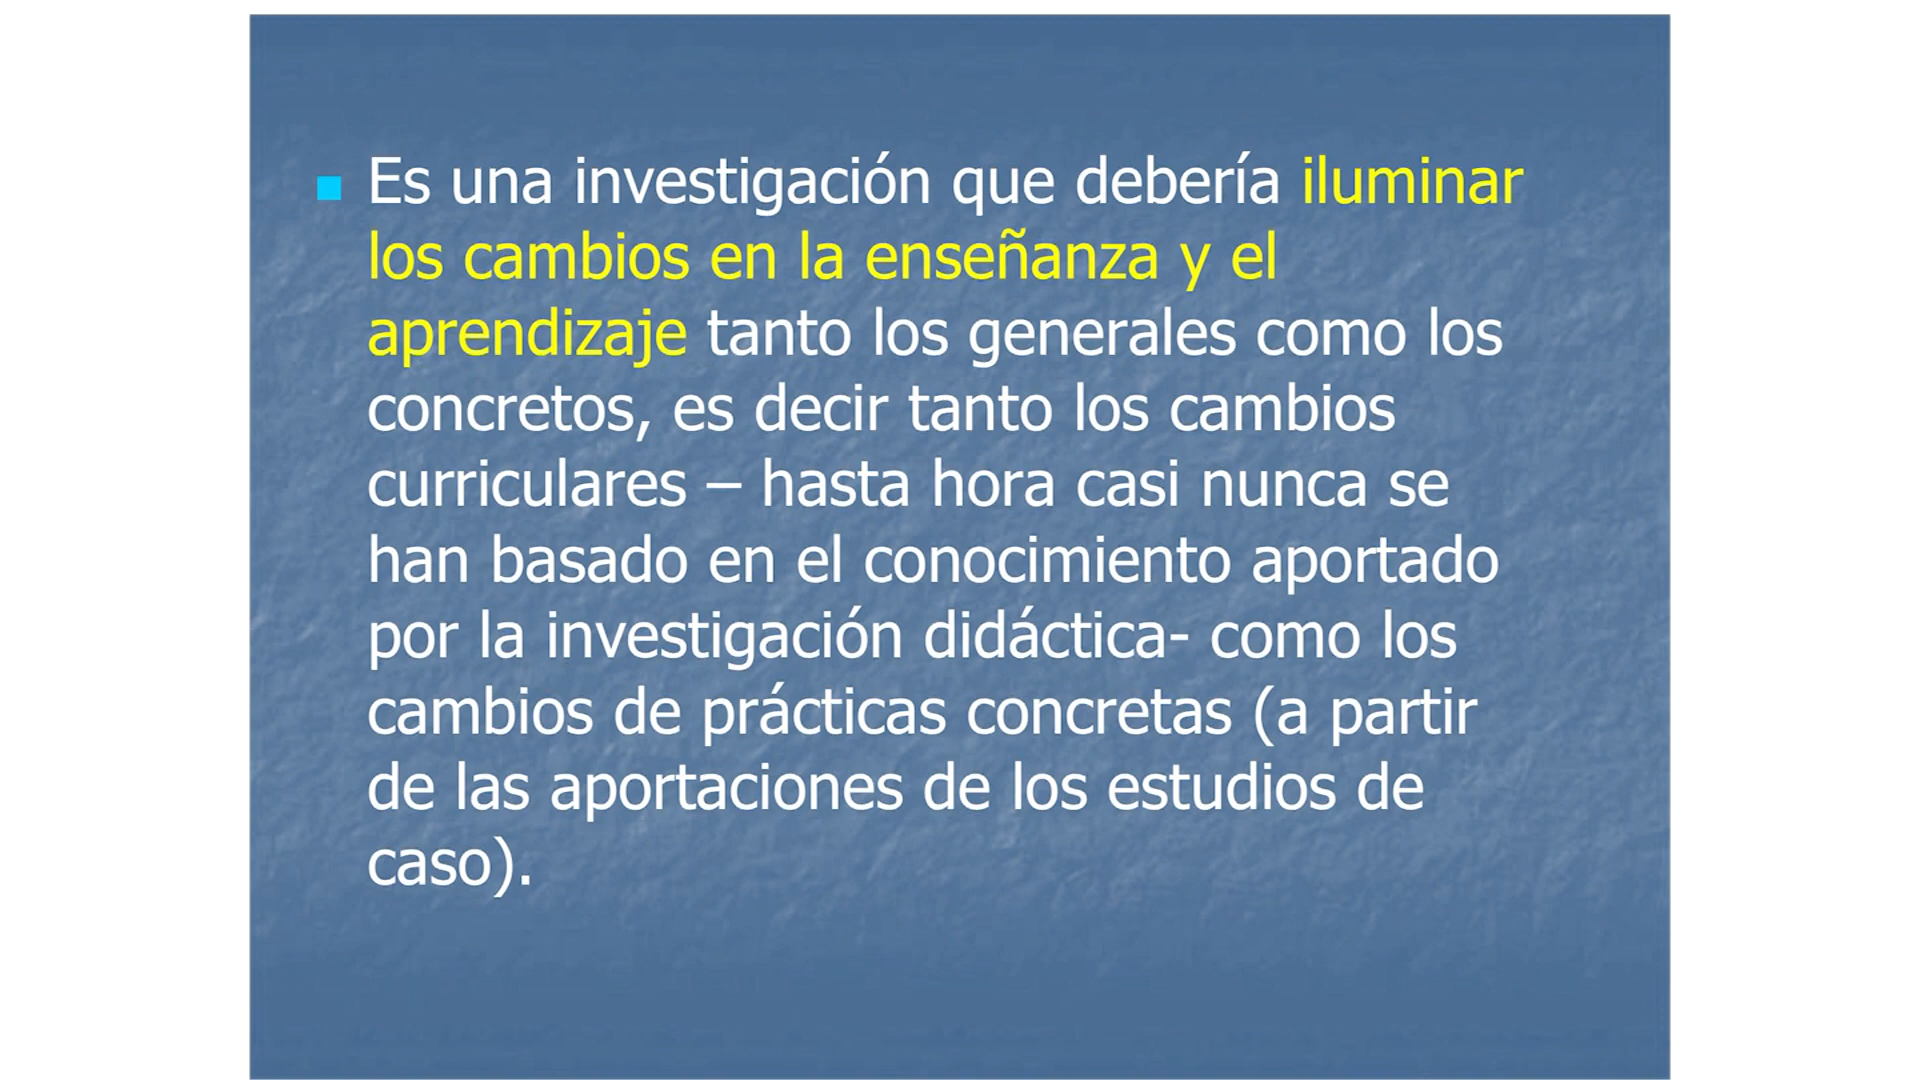 Es una investigación que debería iluminar
los cambios en la enseñanza y el
aprendizaje tanto los generales como los
concretos, es decir tanto los cambios
curriculares – hasta hora casi nunca se
han basado en el conocimiento aportado
por la investigación didáctica- como los
cambios de prácticas concretas (a partir
de las aportaciones de los estudios de
caso).